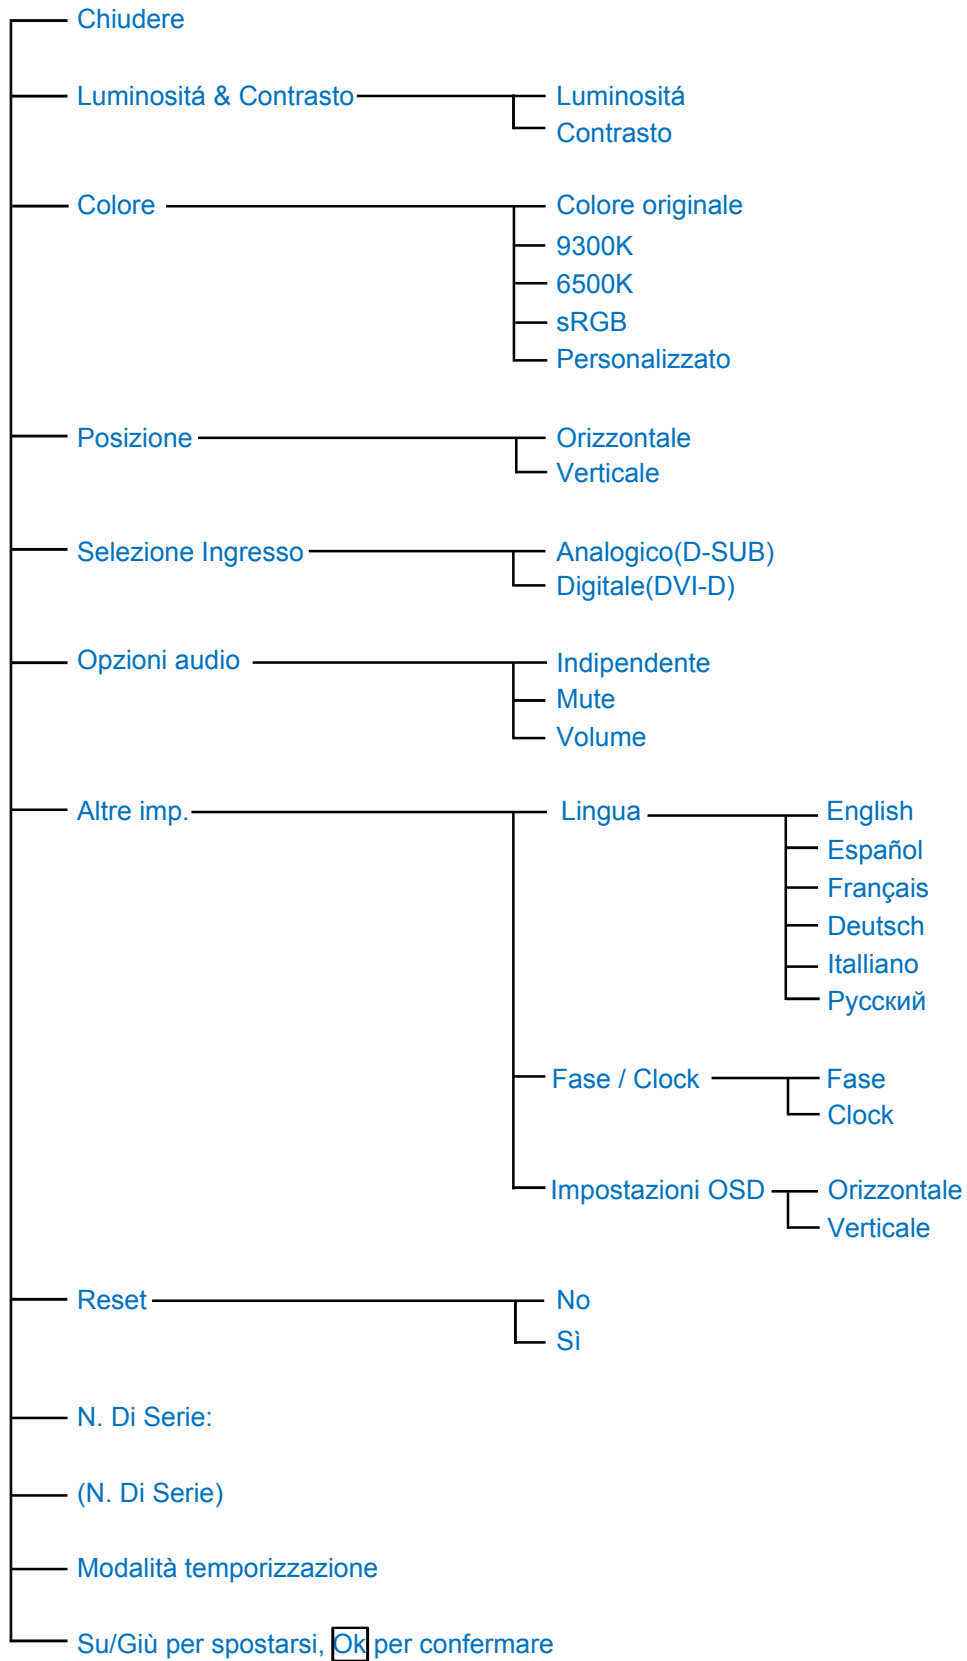 Chiudere
Luminositá & Contrasto
Luminositá
Contrasto
Colore
Colore originale
9300K
6500K
sRGB
Personalizzato
Posizione
Orizzontale
Verticale
Selezione Ingresso
Analogico(D-SUB)
Digitale(DVI-D)
Opzioni audio
Indipendente
Mute
Volume
Altre imp.
Lingua
English
Español
Français
Deutsch
Italliano
Русский
Fase / Clock
Fase
Clock
Impostazioni OSD
Orizzontale
Verticale
Reset
No
Sì
N. Di Serie:
(N. Di Serie)
Modalità temporizzazione
Su/Giù per spostarsi, Ok per confermare